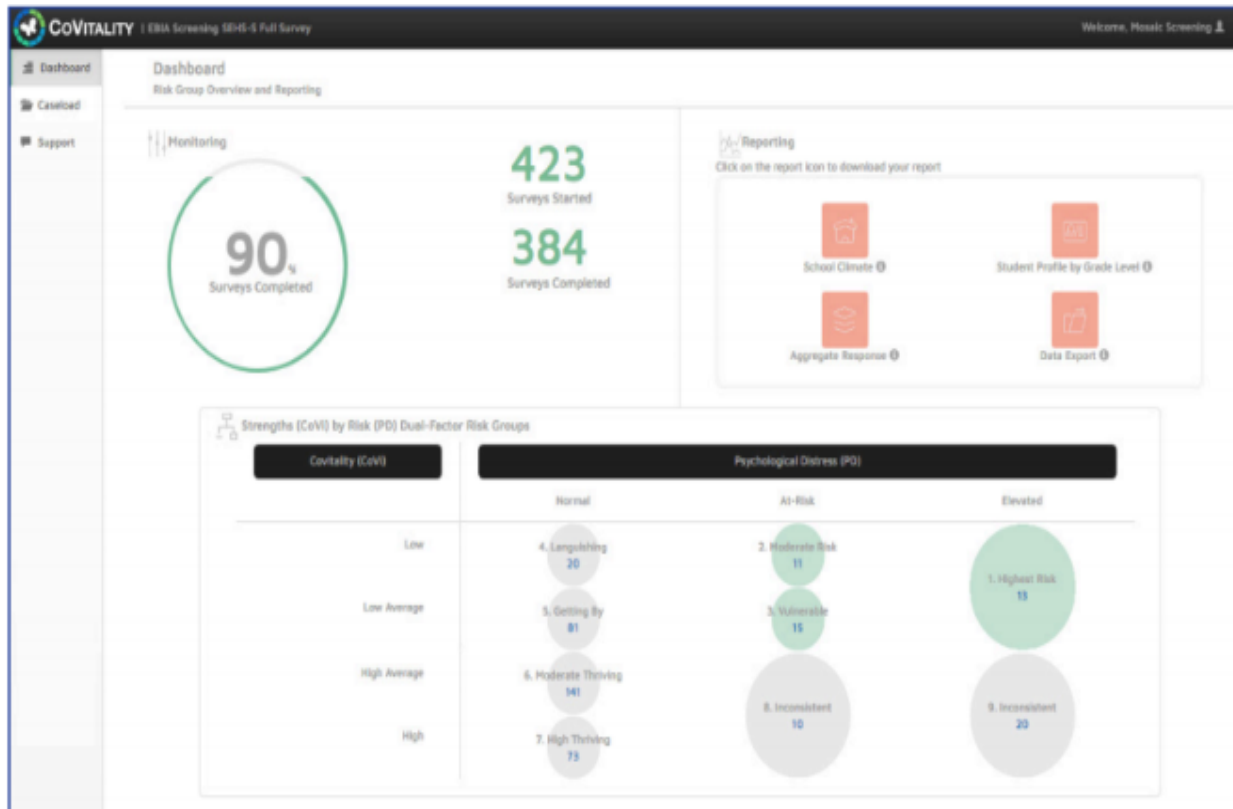 COVITALITY | EBIA Screening SEHS-S Full Survey
Welcome, Mosaic Screening
Dashboard
Caseload
Support
Dashboard
Risk Group Overview and Reporting
Monitoring
90%
Surveys Completed
423
Surveys Started
384
Surveys Completed
Reporting
Click on the report icon to download your report
School Climate
Student Profile by Grade Level
Aggregate Response
Data Export
Strengths (CoVi) by Risk (PD) Dual-Factor Risk Groups
Covitality (CoVi)
Psychological Distress (PD)
Normal At-Risk Elevated
Low
4. Languishing
20
2. Moderate Risk
11
1. Highest Risk
13
Low Average
5. Getting By
81
3. Vulnerable
15
High Average
6. Moderate Thriving
141
8. Inconsistent
10
9. Inconsistent
20
High
7. High Thriving
73